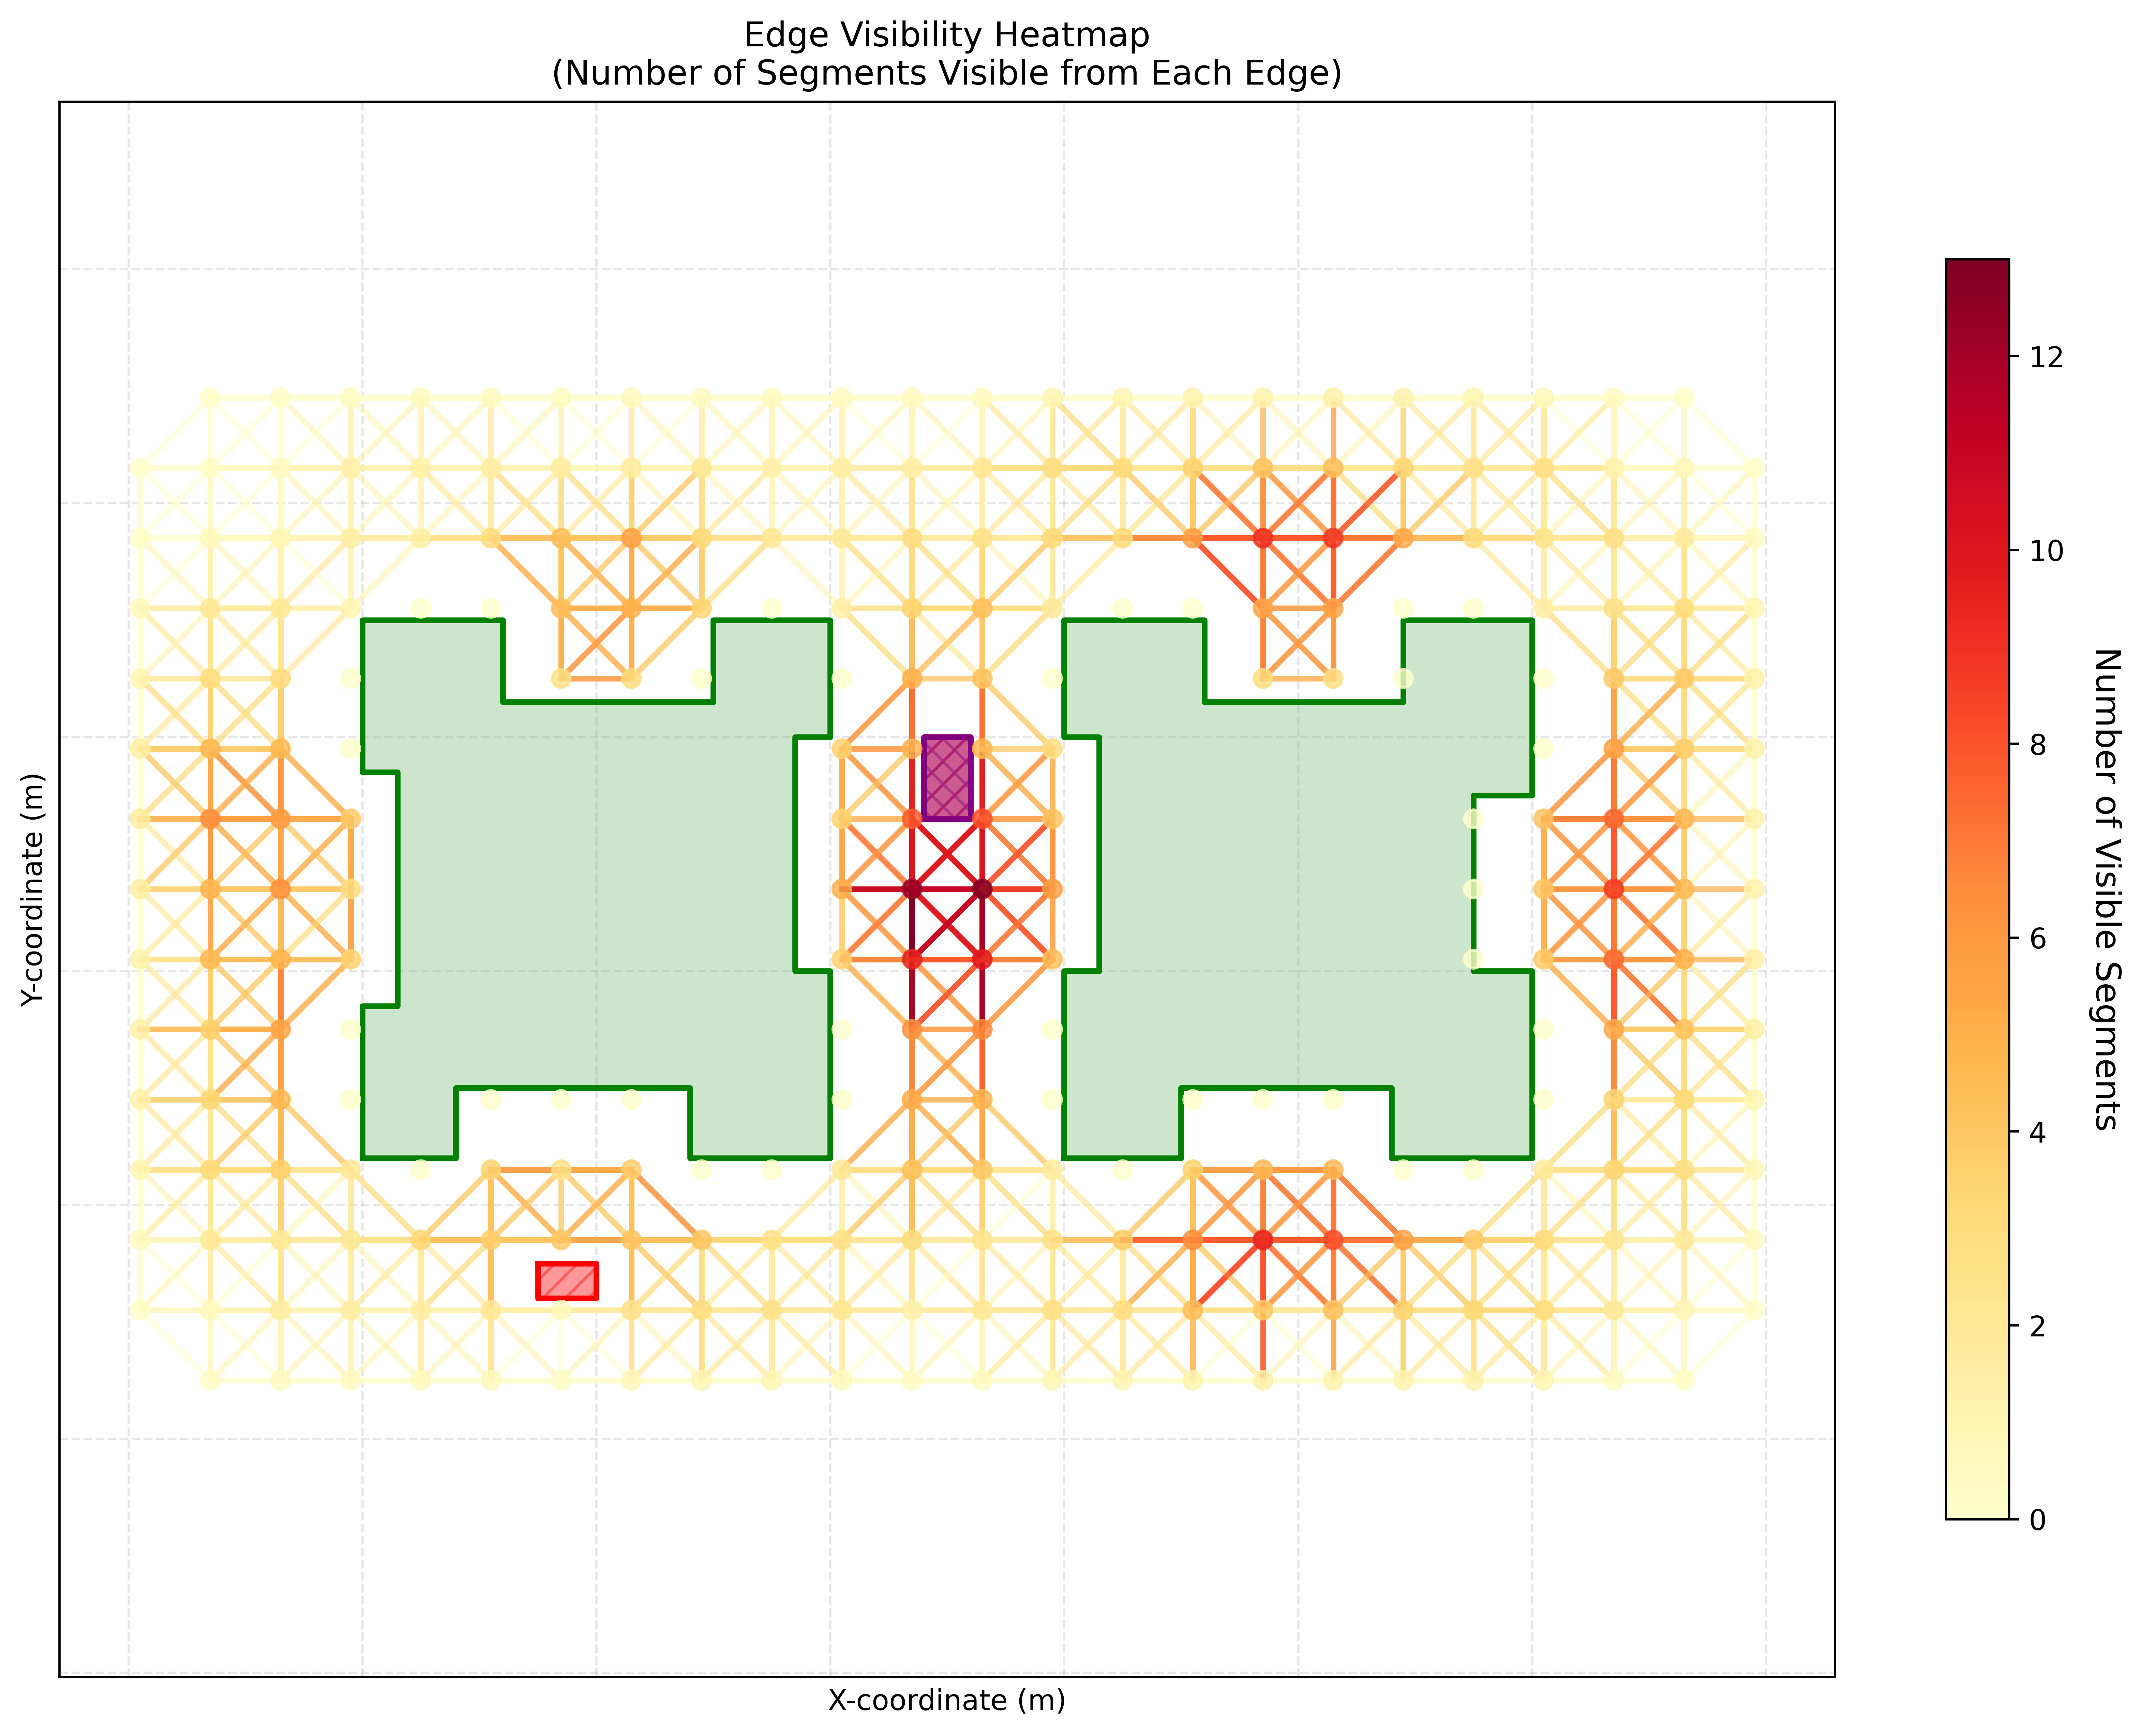 Edge Visibility Heatmap
(Number of Segments Visible from Each Edge)
Y-coordinate (m)
X-coordinate (m)
12
10
8
6
4
2
0
Number of Visible Segments